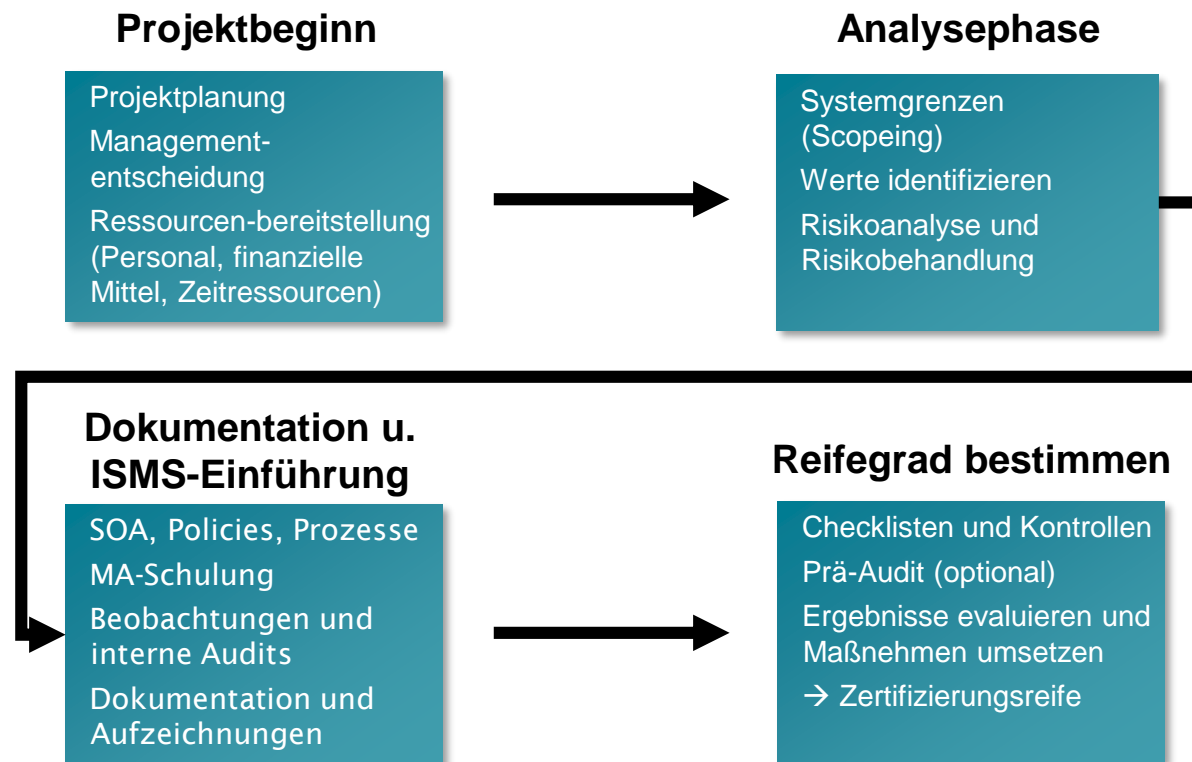 Projektbeginn
Projektplanung
Management-
entscheidung
Ressourcen-bereitstellung
(Personal, finanzielle
Mittel, Zeitressourcen)
Analysephase
Systemgrenzen
(Scopeing)
Werte identifizieren
Risikoanalyse und
Risikobehandlung
Dokumentation u.
ISMS-Einführung
SOA, Policies, Prozesse
MA-Schulung
Beobachtungen und
interne Audits
Dokumentation und
Aufzeichnungen
Reifegrad bestimmen
Checklisten und Kontrollen
Prä-Audit (optional)
Ergebnisse evaluieren und
Maßnehmen umsetzen
→ Zertifizierungsreife